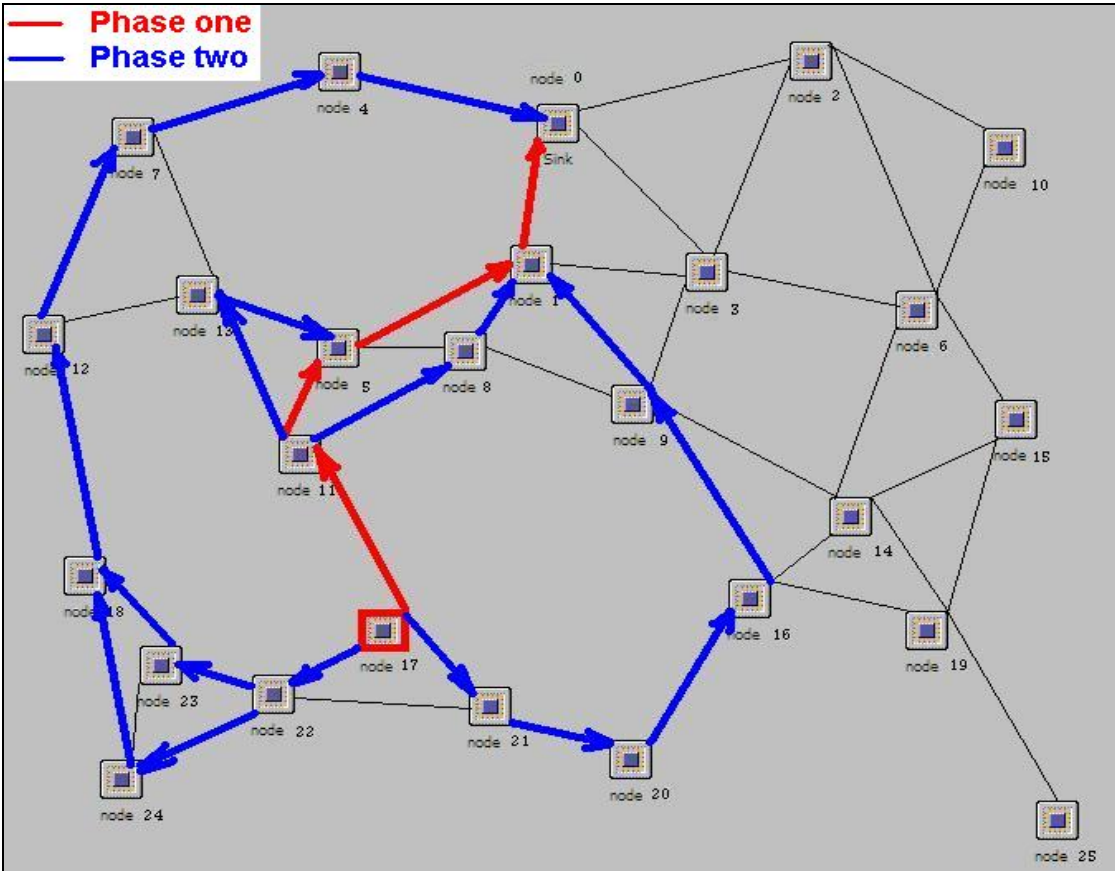 Phase one
Phase two
node 0
node 2
node 4
Sink
node 7
node 10
node 1
node 3
node 13
node 6
node 12
node 5
node 8
node 9
node 15
node 11
node 14
node 18
node 16
node 19
node 17
node 23
node 22
node 21
node 20
node 24
node 25